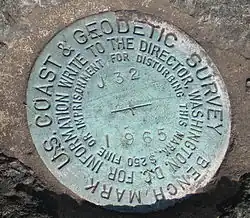 U.S. COAST & GEODETIC SURVEY BENCH MARK
FOR INFORMATION WRITE TO THE DIRECTOR, WASHINGTON, D.C.
$250 FINE OR IMPRISONMENT FOR DISTURBING THIS MARK.
J 32
1965